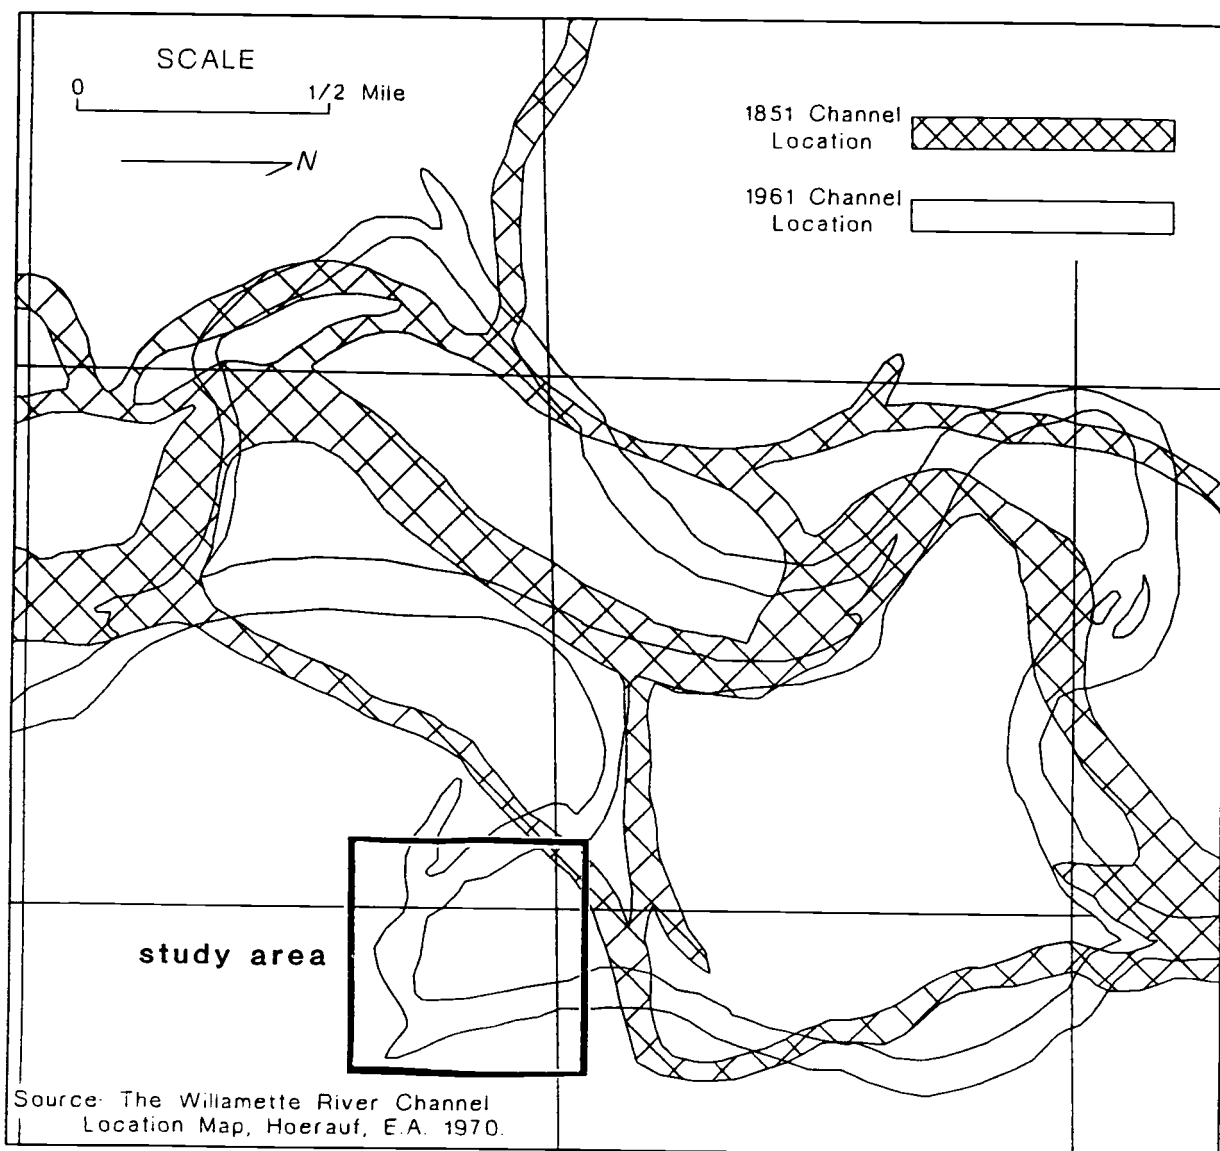 SCALE
0 1/2 Mile
N
1851 Channel
Location
1961 Channel
Location
study area
Source: The Willamette River Channel
Location Map, Hoerauf, E.A. 1970.